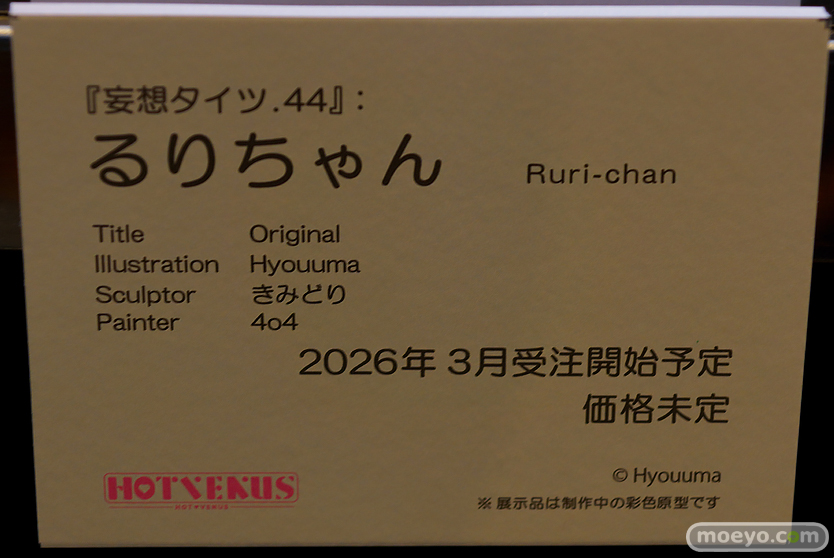 『妄想タイツ.44』：
るりちゃん Ruri-chan
Title Original
Illustration Hyouuma
Sculptor きみどり
Painter 4o4
2026年 3月受注開始予定
価格未定
HOTVENUS
HOT♥VENUS
© Hyouuma
※ 展示品は制作中の彩色原型です
moeyo.com